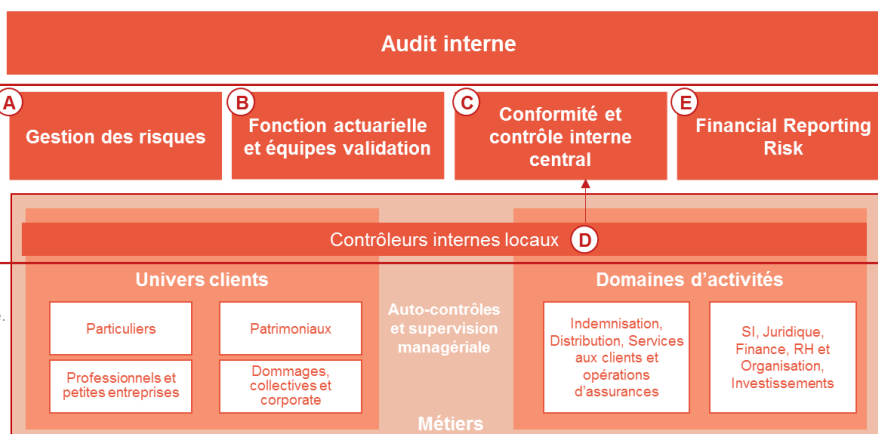 Audit interne
A
Gestion des risques
B
Fonction actuarielle
et équipes validation
C
Conformité et
contrôle interne
central
E
Financial Reporting
Risk
Contrôleurs internes locaux D
Univers clients
Particuliers
Patrimoniaux
Professionnels et
petites entreprises
Dommages,
collectives et
corporate
Auto-contrôles
et supervision
managériale
Métiers
Domaines d’activités
Indemnisation,
Distribution, Services
aux clients et
opérations
d’assurances
SI, Juridique,
Finance, RH et
Organisation,
Investissements